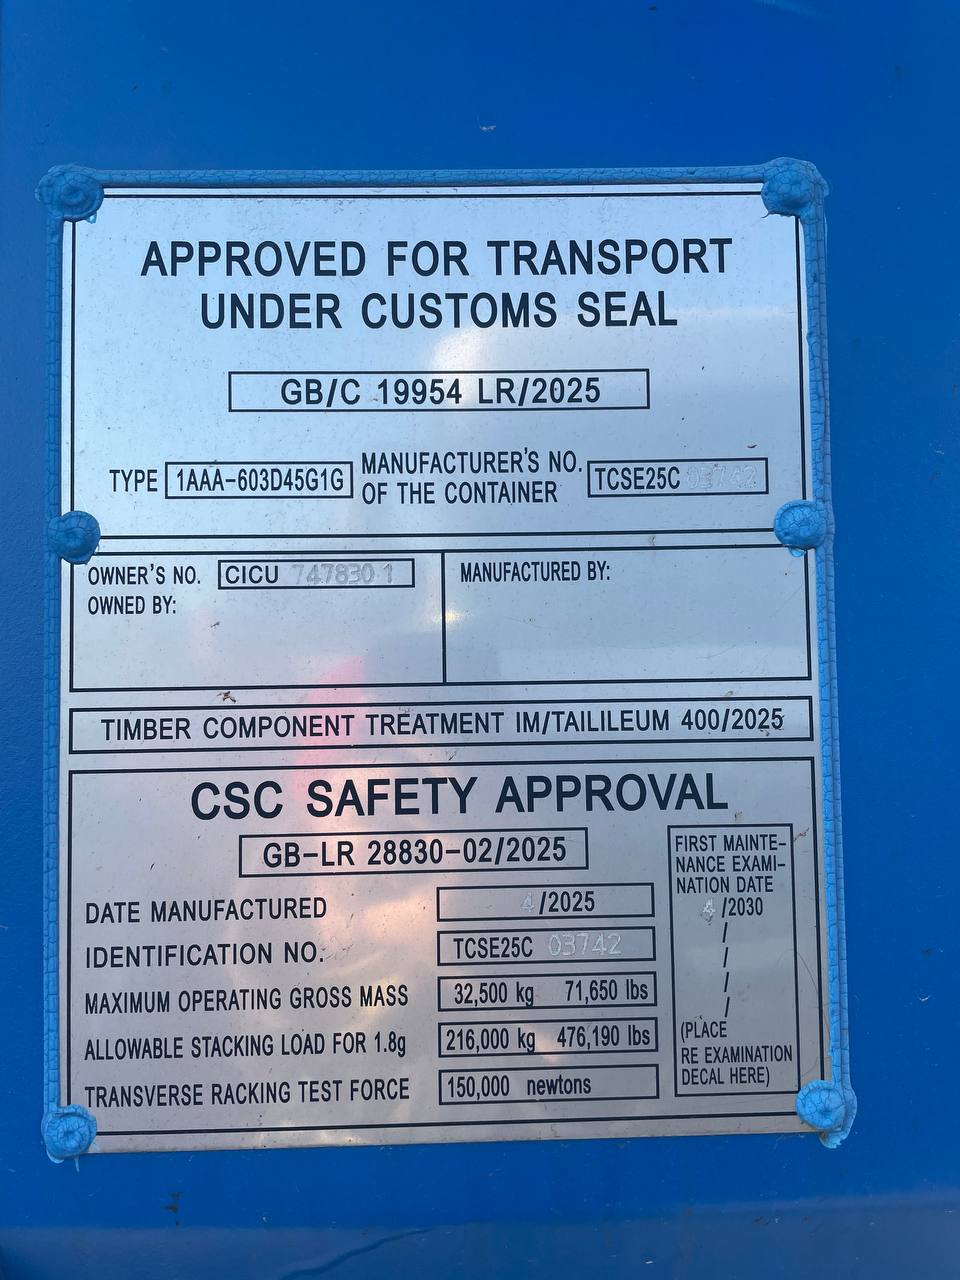 APPROVED FOR TRANSPORT
UNDER CUSTOMS SEAL
GB/C 19954 LR/2025
TYPE 1AAA-603D45G1G MANUFACTURER'S NO. OF THE CONTAINER TCSE25C 03742
OWNER'S NO. CICU 747830 1
OWNED BY:
MANUFACTURED BY:
TIMBER COMPONENT TREATMENT IM/TAILILEUM 400/2025
CSC SAFETY APPROVAL
GB-LR 28830-02/2025
DATE MANUFACTURED 4/2025
IDENTIFICATION NO. TCSE25C 03742
MAXIMUM OPERATING GROSS MASS 32,500 kg 71,650 lbs
ALLOWABLE STACKING LOAD FOR 1.8g 216,000 kg 476,190 lbs
TRANSVERSE RACKING TEST FORCE 150,000 newtons
FIRST MAINTE-
NANCE EXAMI-
NATION DATE
4/2030
/
/
/
/
(PLACE
RE EXAMINATION
DECAL HERE)